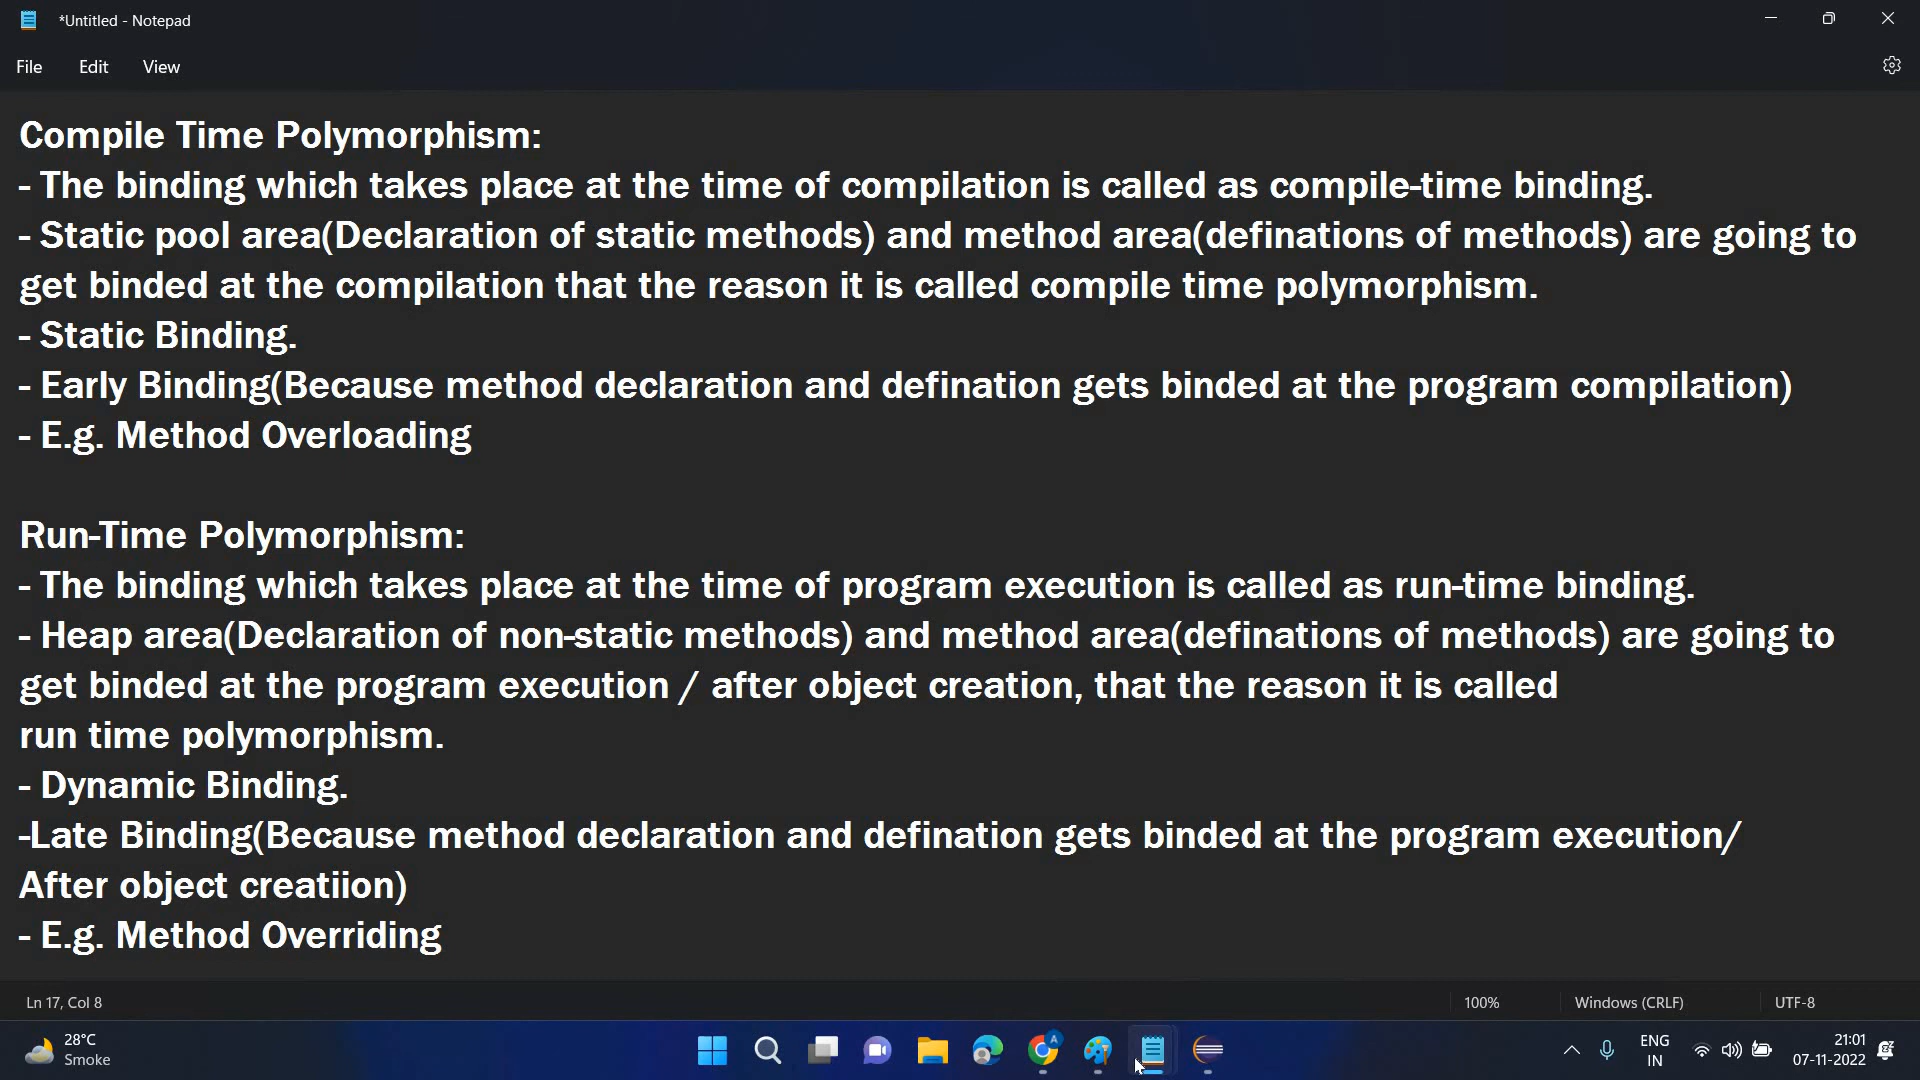 *Untitled - Notepad
File Edit View
Compile Time Polymorphism:
- The binding which takes place at the time of compilation is called as compile-time binding.
- Static pool area(Declaration of static methods) and method area(definations of methods) are going to
get binded at the compilation that the reason it is called compile time polymorphism.
- Static Binding.
- Early Binding(Because method declaration and defination gets binded at the program compilation)
- E.g. Method Overloading
Run-Time Polymorphism:
- The binding which takes place at the time of program execution is called as run-time binding.
- Heap area(Declaration of non-static methods) and method area(definations of methods) are going to
get binded at the program execution / after object creation, that the reason it is called
run time polymorphism.
- Dynamic Binding.
-Late Binding(Because method declaration and defination gets binded at the program execution/
After object creatiion)
- E.g. Method Overriding
Ln 17, Col 8 100% Windows (CRLF) UTF-8
28°C
Smoke
A
ENG
IN
21:01
07-11-2022